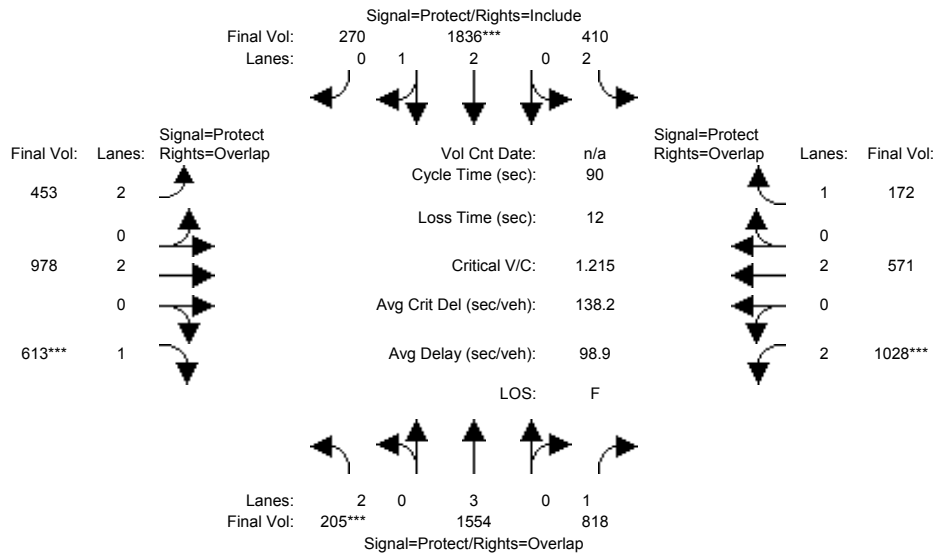 Signal=Protect/Rights=Include
Final Vol: 270 1836*** 410
Lanes: 0 1 2 0 2
Signal=Protect Signal=Protect
Final Vol: Lanes: Rights=Overlap Vol Cnt Date: n/a Rights=Overlap Lanes: Final Vol:
Cycle Time (sec): 90
453 2 1 172
Loss Time (sec): 12
0 0
978 2 Critical V/C: 1.215 2 571
0 Avg Crit Del (sec/veh): 138.2 0
613*** 1 Avg Delay (sec/veh): 98.9 2 1028***
LOS: F
Lanes: 2 0 3 0 1
Final Vol: 205*** 1554 818
Signal=Protect/Rights=Overlap